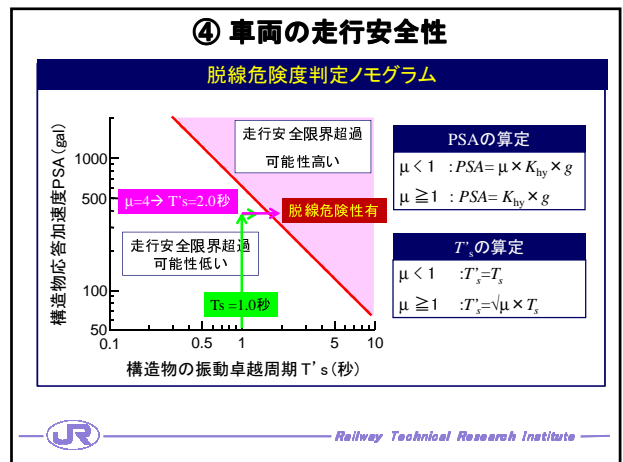 ④ 車両の走行安全性
脱線危険度判定ノモグラム
構造物応答加速度PSA(gal)
1000
500
100
50
0.1
0.5
1
5
10
構造物の振動卓越周期T's(秒)
走行安全限界超過
可能性高い
μ=4→ T's=2.0秒
脱線危険性有
走行安全限界超過
可能性低い
Ts =1.0秒
PSAの算定
μ< 1 :PSA= μ× Khy× g
μ ≧1 : PSA= Khy× g
T'sの算定
μ< 1 :T's=Ts
μ ≧1 :T's=√μ× Ts
JR
Railway Technical Research Institute